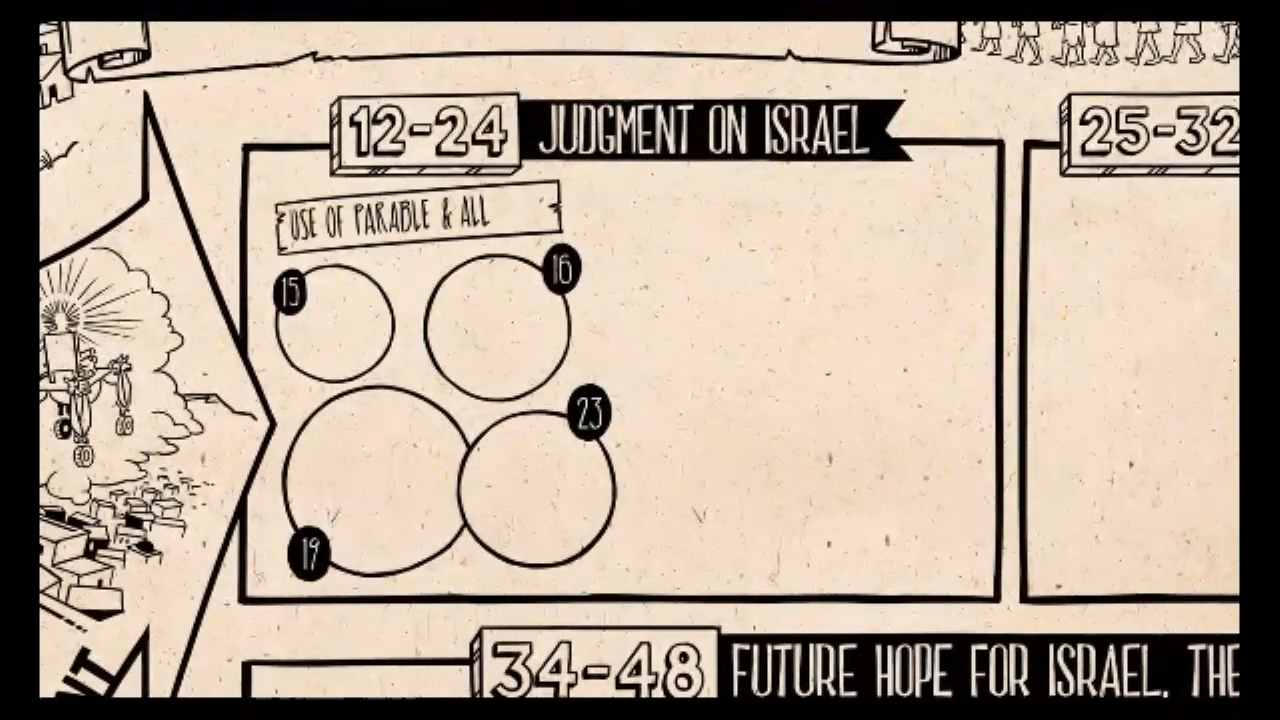 12-24 JUDGMENT ON ISRAEL
25-32
USE OF PARABLE & ALL
15
16
23
19
34-48 FUTURE HOPE FOR ISRAEL, THE